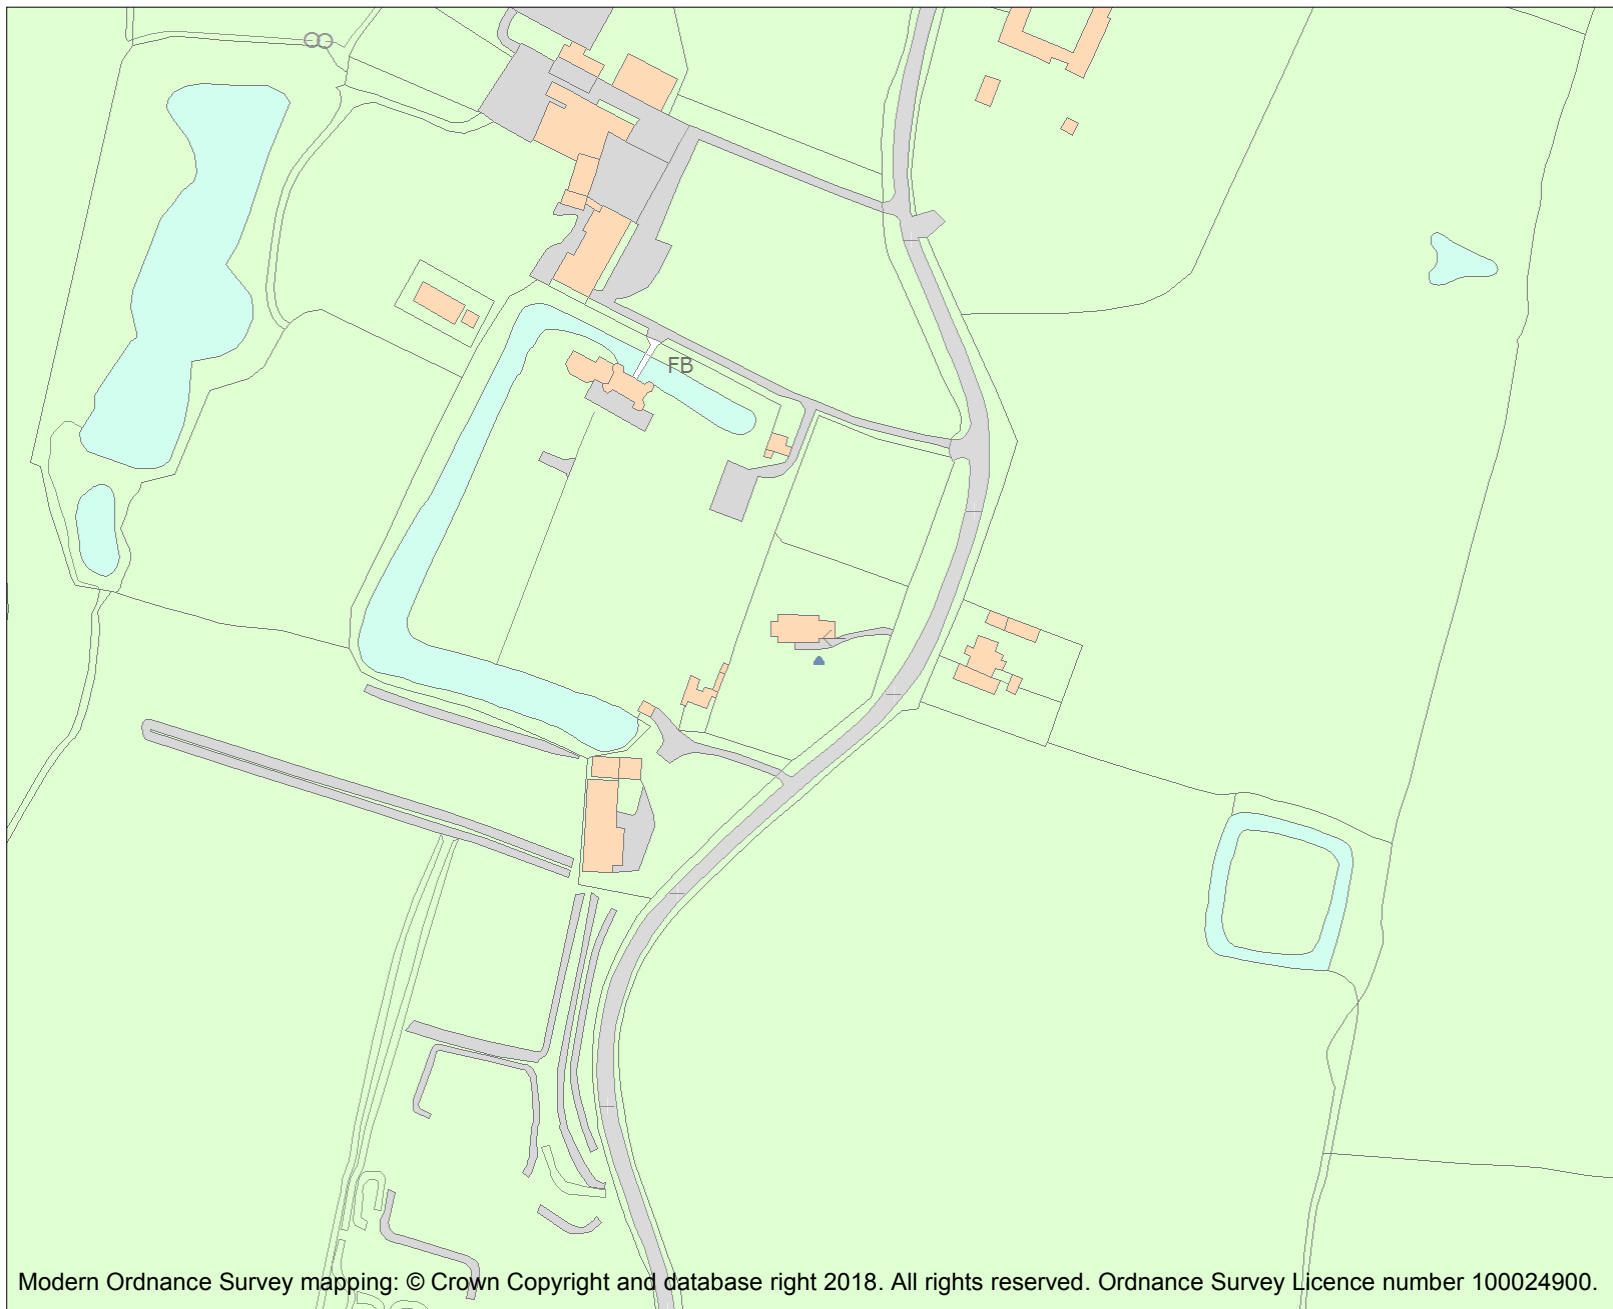 FB
Modern Ordnance Survey mapping: © Crown Copyright and database right 2018. All rights reserved. Ordnance Survey Licence number 100024900.